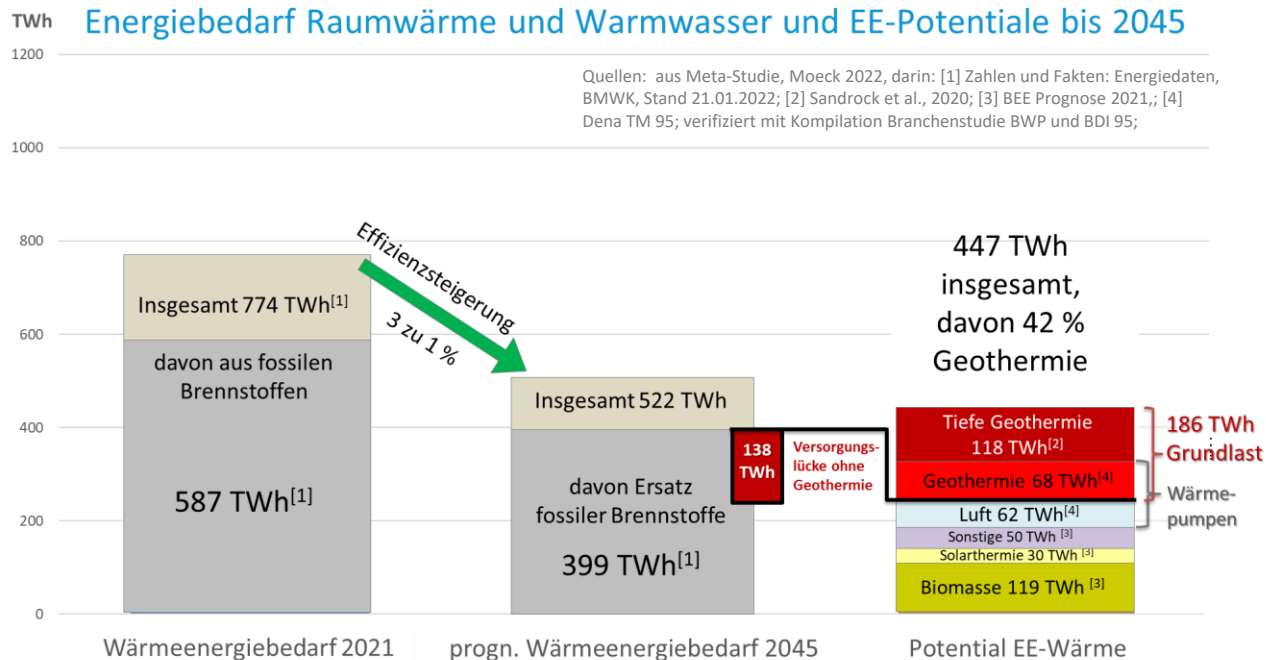 TWh
Energiebedarf Raumwärme und Warmwasser und EE-Potentiale bis 2045
Quellen: aus Meta-Studie, Moeck 2022, darin: [1] Zahlen und Fakten: Energiedaten,
BMWK, Stand 21.01.2022; [2] Sandrock et al., 2020; [3] BEE Prognose 2021,; [4]
Dena TM 95; verifiziert mit Kompilation Branchenstudie BWP und BDI 95;
1200
1000
800
600
400
200
0
Insgesamt 774 TWh[1]
davon aus fossilen
Brennstoffen
587 TWh[1]
Effizienzsteigerung
3 zu 1 %
Insgesamt 522 TWh
davon Ersatz
fossiler Brennstoffe
399 TWh[1]
138
TWh
Versorgungs-
lücke ohne
Geothermie
447 TWh
insgesamt,
davon 42 %
Geothermie
Tiefe Geothermie
118 TWh[2]
Geothermie 68 TWh[4]
Luft 62 TWh[4]
Sonstige 50 TWh [3]
Solarthermie 30 TWh [3]
Biomasse 119 TWh [3]
186 TWh
Grundlast
Wärme-
pumpen
Wärmeenergiebedarf 2021
progn. Wärmeenergiebedarf 2045
Potential EE-Wärme